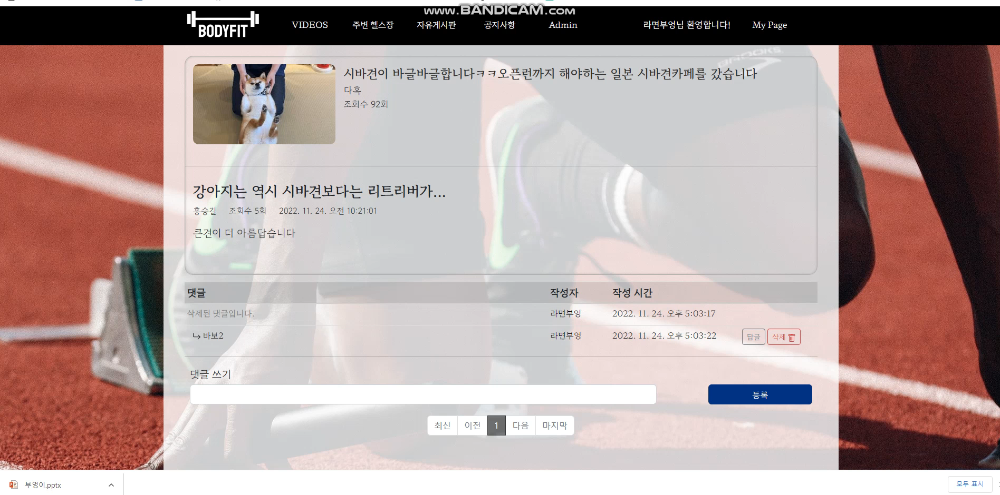 www.BANDICAM.com
BODYFIT VIDEOS 주변 헬스장 자유게시판 공지사항 Admin 라면부엉님 환영합니다! My Page
BROOKS
시바견이 바글바글합니다ㅋㅋ오픈런까지 해야하는 일본 시바견카페를 갔습니다
다흑
조회수 92회
강아지는 역시 시바견보다는 리트리버가...
홍승길 조회수 5회 2022. 11. 24. 오전 10:21:01
큰견이 더 아름답습니다
댓글 작성자 작성 시간
삭제된 댓글입니다. 라면부엉 2022. 11. 24. 오후 5:03:17
바보2 라면부엉 2022. 11. 24. 오후 5:03:22 답글 삭제
댓글 쓰기
등록
최신 이전 1 다음 마지막
부엉이.pptx 모두 표시